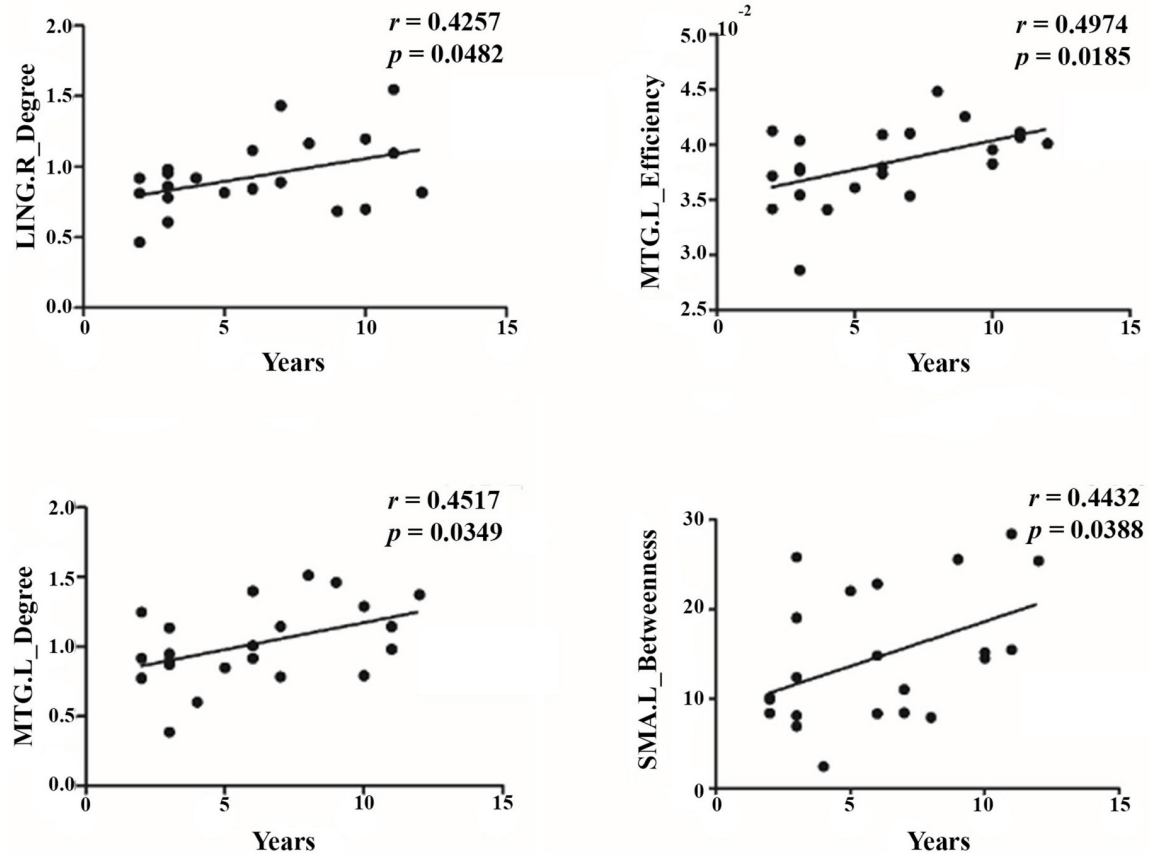 r = 0.4257
p = 0.0482
LING.R_Degree
2.0
1.5
1.0
0.5
0.0
0 5 10 15
Years
10-2
r = 0.4974
p = 0.0185
MTG.L_Efficiency
5.0
4.5
4.0
3.5
3.0
2.5
0 5 10 15
Years
r = 0.4517
p = 0.0349
MTG.L_Degree
2.0
1.5
1.0
0.5
0.0
0 5 10 15
Years
r = 0.4432
p = 0.0388
SMA.L_Betweenness
30
20
10
0
0 5 10 15
Years